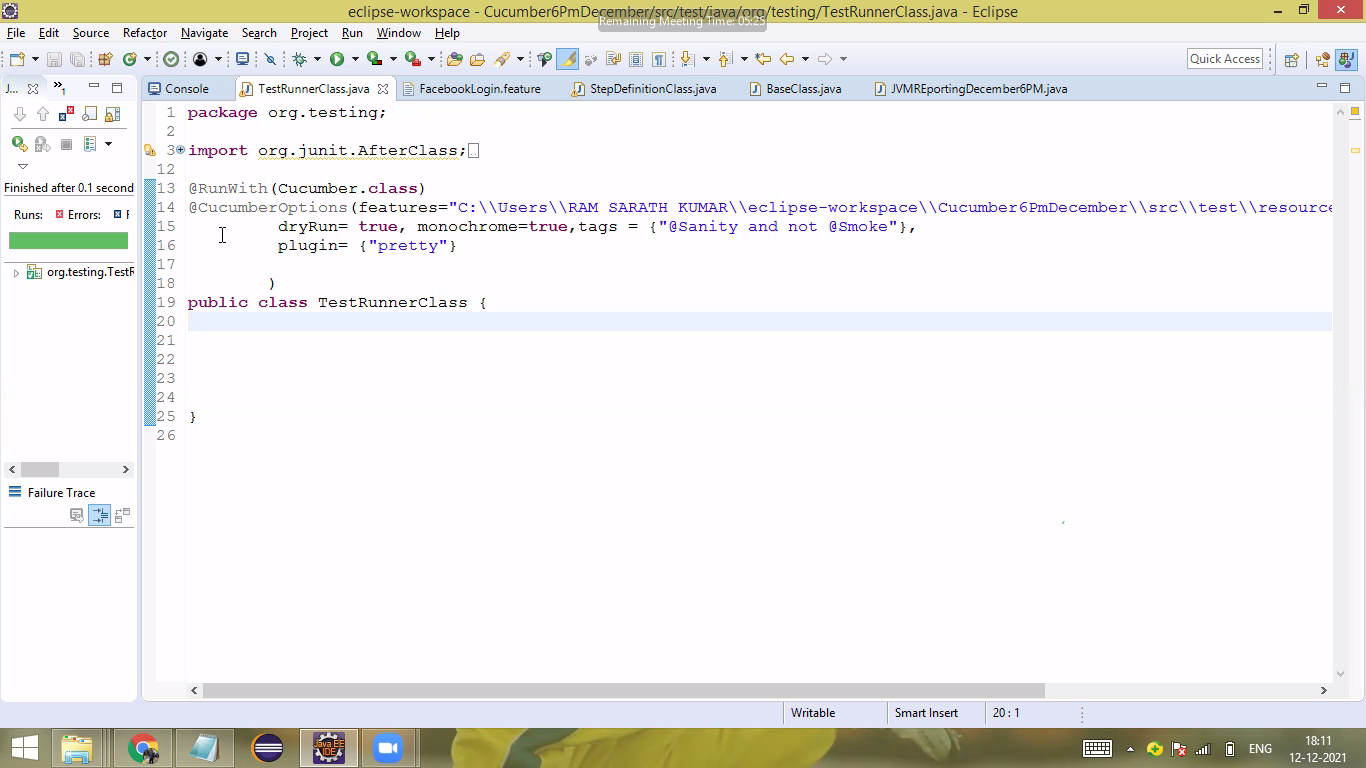 eclipse-workspace - Cucumber6PmDecember/src/test/java/org/testing/TestRunnerClass.java - Eclipse
Remaining Meeting Time: 05:25
File Edit Source Refactor Navigate Search Project Run Window Help
Quick Access
J... 1 Console TestRunnerClass.java FacebookLogin.feature StepDefinitionClass.java BaseClass.java JVMREportingDecember6PM.java
Finished after 0.1 second
Runs: Errors: F
org.testing.TestR
Failure Trace
1 package org.testing;
2
3 import org.junit.AfterClass;
12
13 @RunWith(Cucumber.class)
14 @CucumberOptions(features="C:\\Users\\RAM SARATH KUMAR\\eclipse-workspace\\Cucumber6PmDecember\\src\\test\\resource
15 dryRun= true, monochrome=true,tags = {"@Sanity and not @Smoke"},
16 plugin= {"pretty"}
17
18 )
19 public class TestRunnerClass {
20
21
22
23
24
25 }
26
Writable Smart Insert 20 : 1
Java EE
IDE
ENG
18:11
12-12-2021